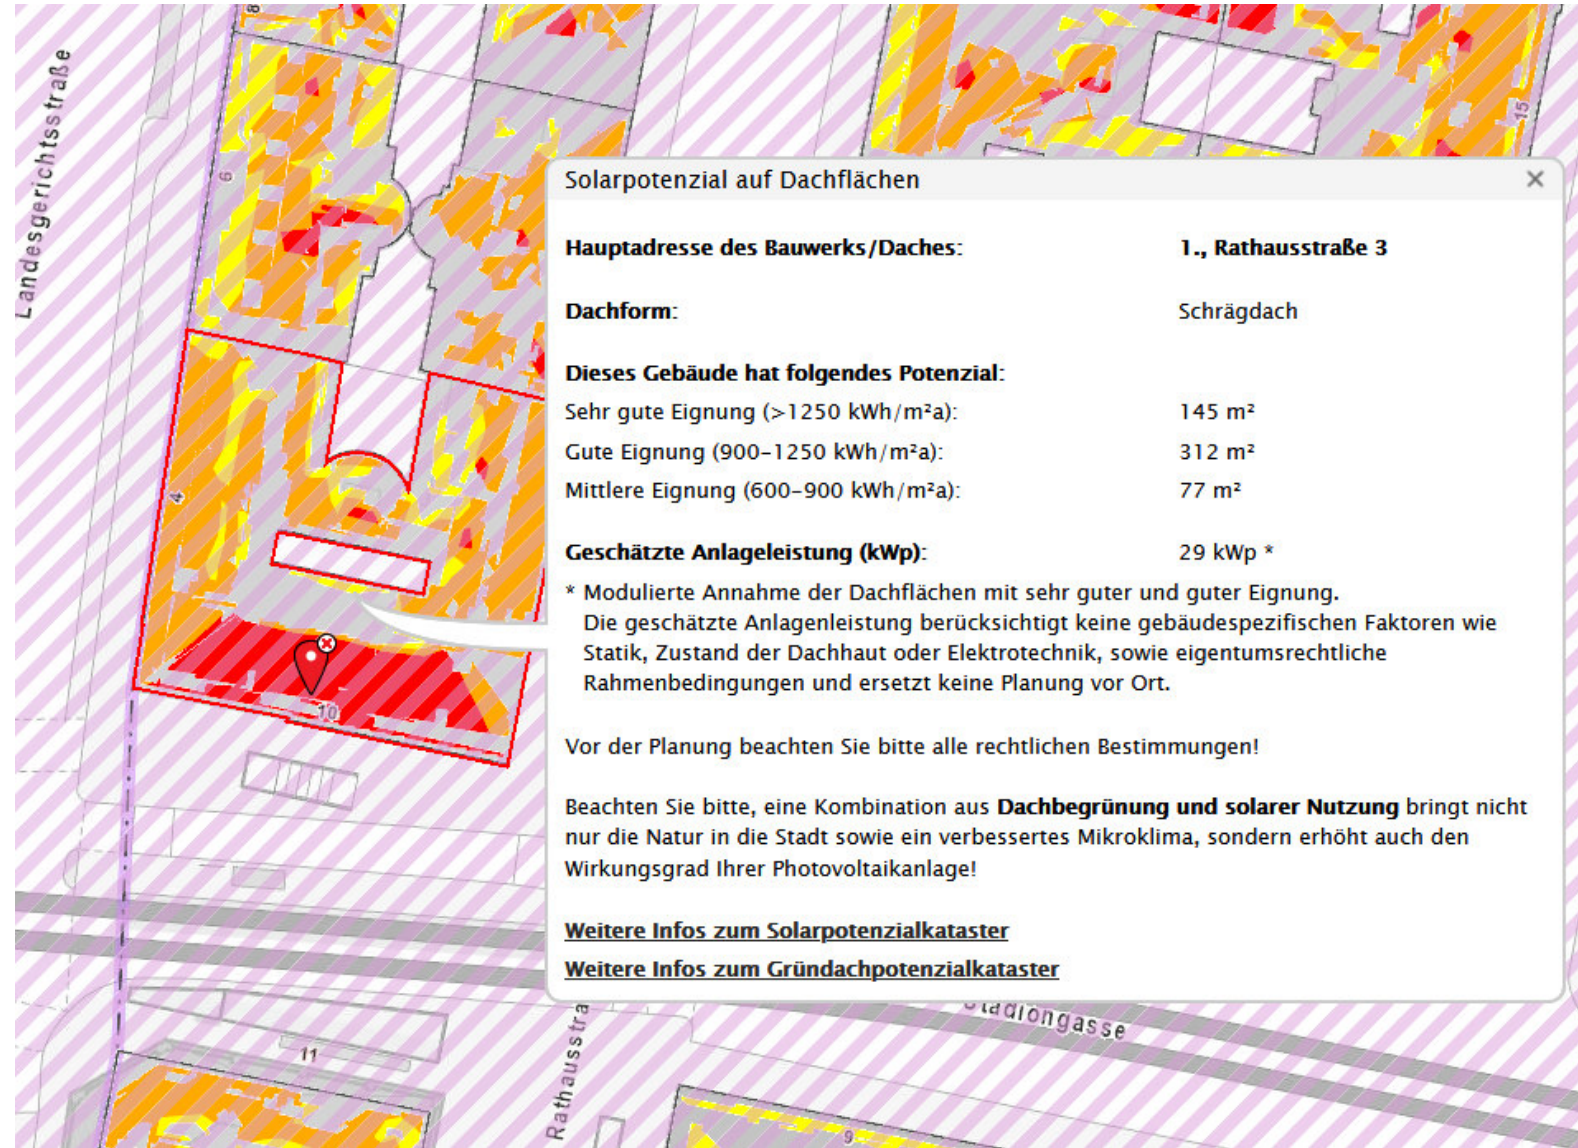 8
Landesgerichtsstraße
6
15
Solarpotenzial auf Dachflächen
Hauptadresse des Bauwerks/Daches: 1., Rathausstraße 3
Dachform: Schrägdach
Dieses Gebäude hat folgendes Potenzial:
Sehr gute Eignung (>1250 kWh/m²a): 145 m²
Gute Eignung (900–1250 kWh/m²a): 312 m²
Mittlere Eignung (600–900 kWh/m²a): 77 m²
Geschätzte Anlageleistung (kWp): 29 kWp *
* Modulierte Annahme der Dachflächen mit sehr guter und guter Eignung.
Die geschätzte Anlagenleistung berücksichtigt keine gebäudespezifischen Faktoren wie
Statik, Zustand der Dachhaut oder Elektrotechnik, sowie eigentumsrechtliche
Rahmenbedingungen und ersetzt keine Planung vor Ort.
Vor der Planung beachten Sie bitte alle rechtlichen Bestimmungen!
Beachten Sie bitte, eine Kombination aus Dachbegrünung und solarer Nutzung bringt nicht
nur die Natur in die Stadt sowie ein verbessertes Mikroklima, sondern erhöht auch den
Wirkungsgrad Ihrer Photovoltaikanlage!
Weitere Infos zum Solarpotenzialkataster
Weitere Infos zum Gründachpotenzialkataster
4
10
Stadiongasse
Rathausstra
11
9